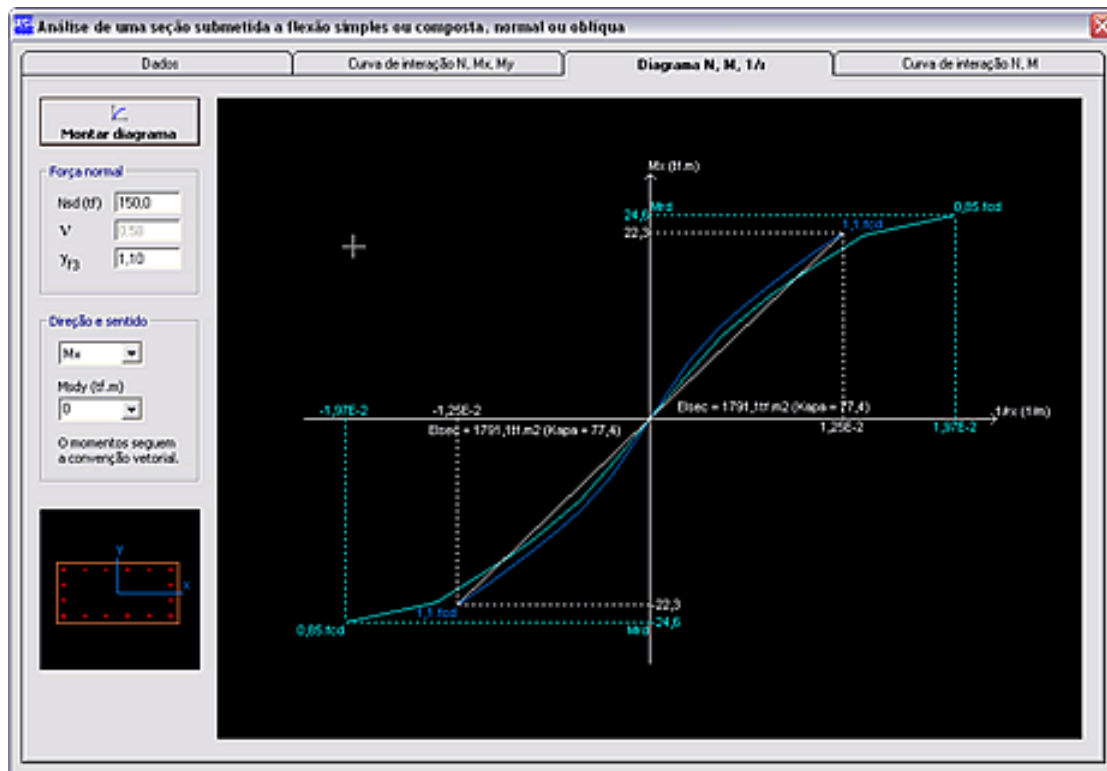 Análise de uma seção submetida a flexão simples ou composta, normal ou oblíqua
Dados
Curva de interação N, Mx, My
Diagrama N, M, 1/r
Curva de interação N, M
Montar diagrama
Força normal
Nsd (tf) 150,0
ν 0,50
γf3 1,10
Direção e sentido
Mx
Msdy (tf.m)
0
O momentos seguem
a convenção vetorial.
Y
X
Mx (tf.m)
Mrd
24,6
22,3
0,85.fcd
1,1.fcd
-1,97E-2
-1,25E-2
EIsec = 1791,1tf.m2 (Kapa = 77,4)
1/rx (1/m)
EIsec = 1791,1tf.m2 (Kapa = 77,4)
1,25E-2
1,97E-2
-22,3
1,1.fcd
-24,6
0,85.fcd
Mrd